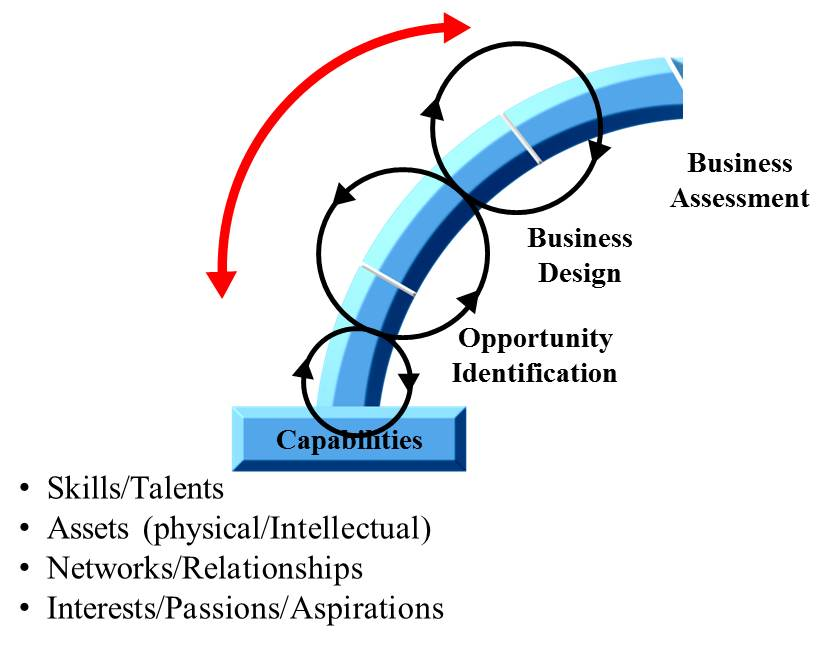 Business
Assessment
Business
Design
Opportunity
Identification
Capabilities
• Skills/Talents
• Assets (physical/Intellectual)
• Networks/Relationships
• Interests/Passions/Aspirations